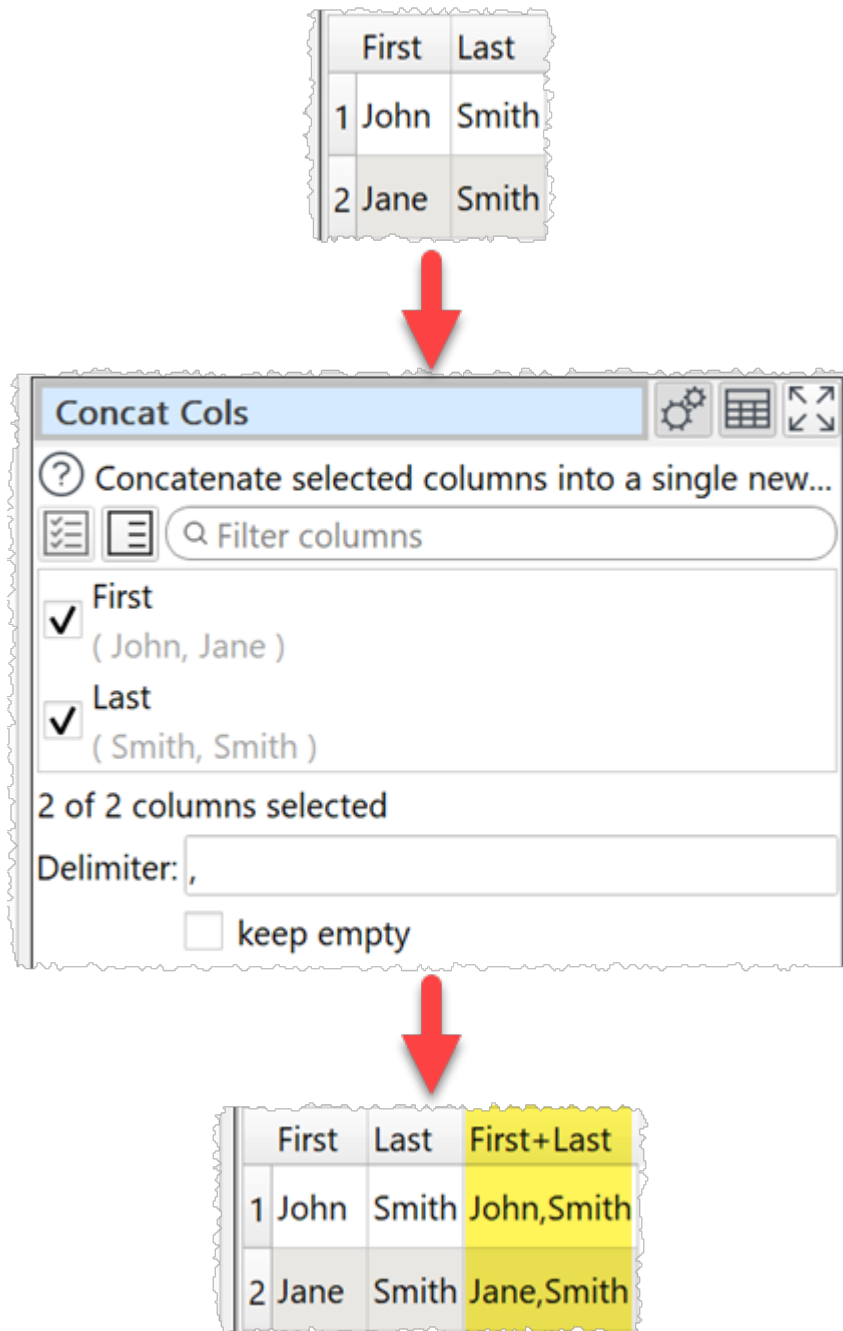 First Last
1 John Smith
2 Jane Smith
Concat Cols
? Concatenate selected columns into a single new...
Filter columns
First
( John, Jane )
Last
( Smith, Smith )
2 of 2 columns selected
Delimiter: ,
keep empty
First Last First+Last
1 John Smith John,Smith
2 Jane Smith Jane,Smith